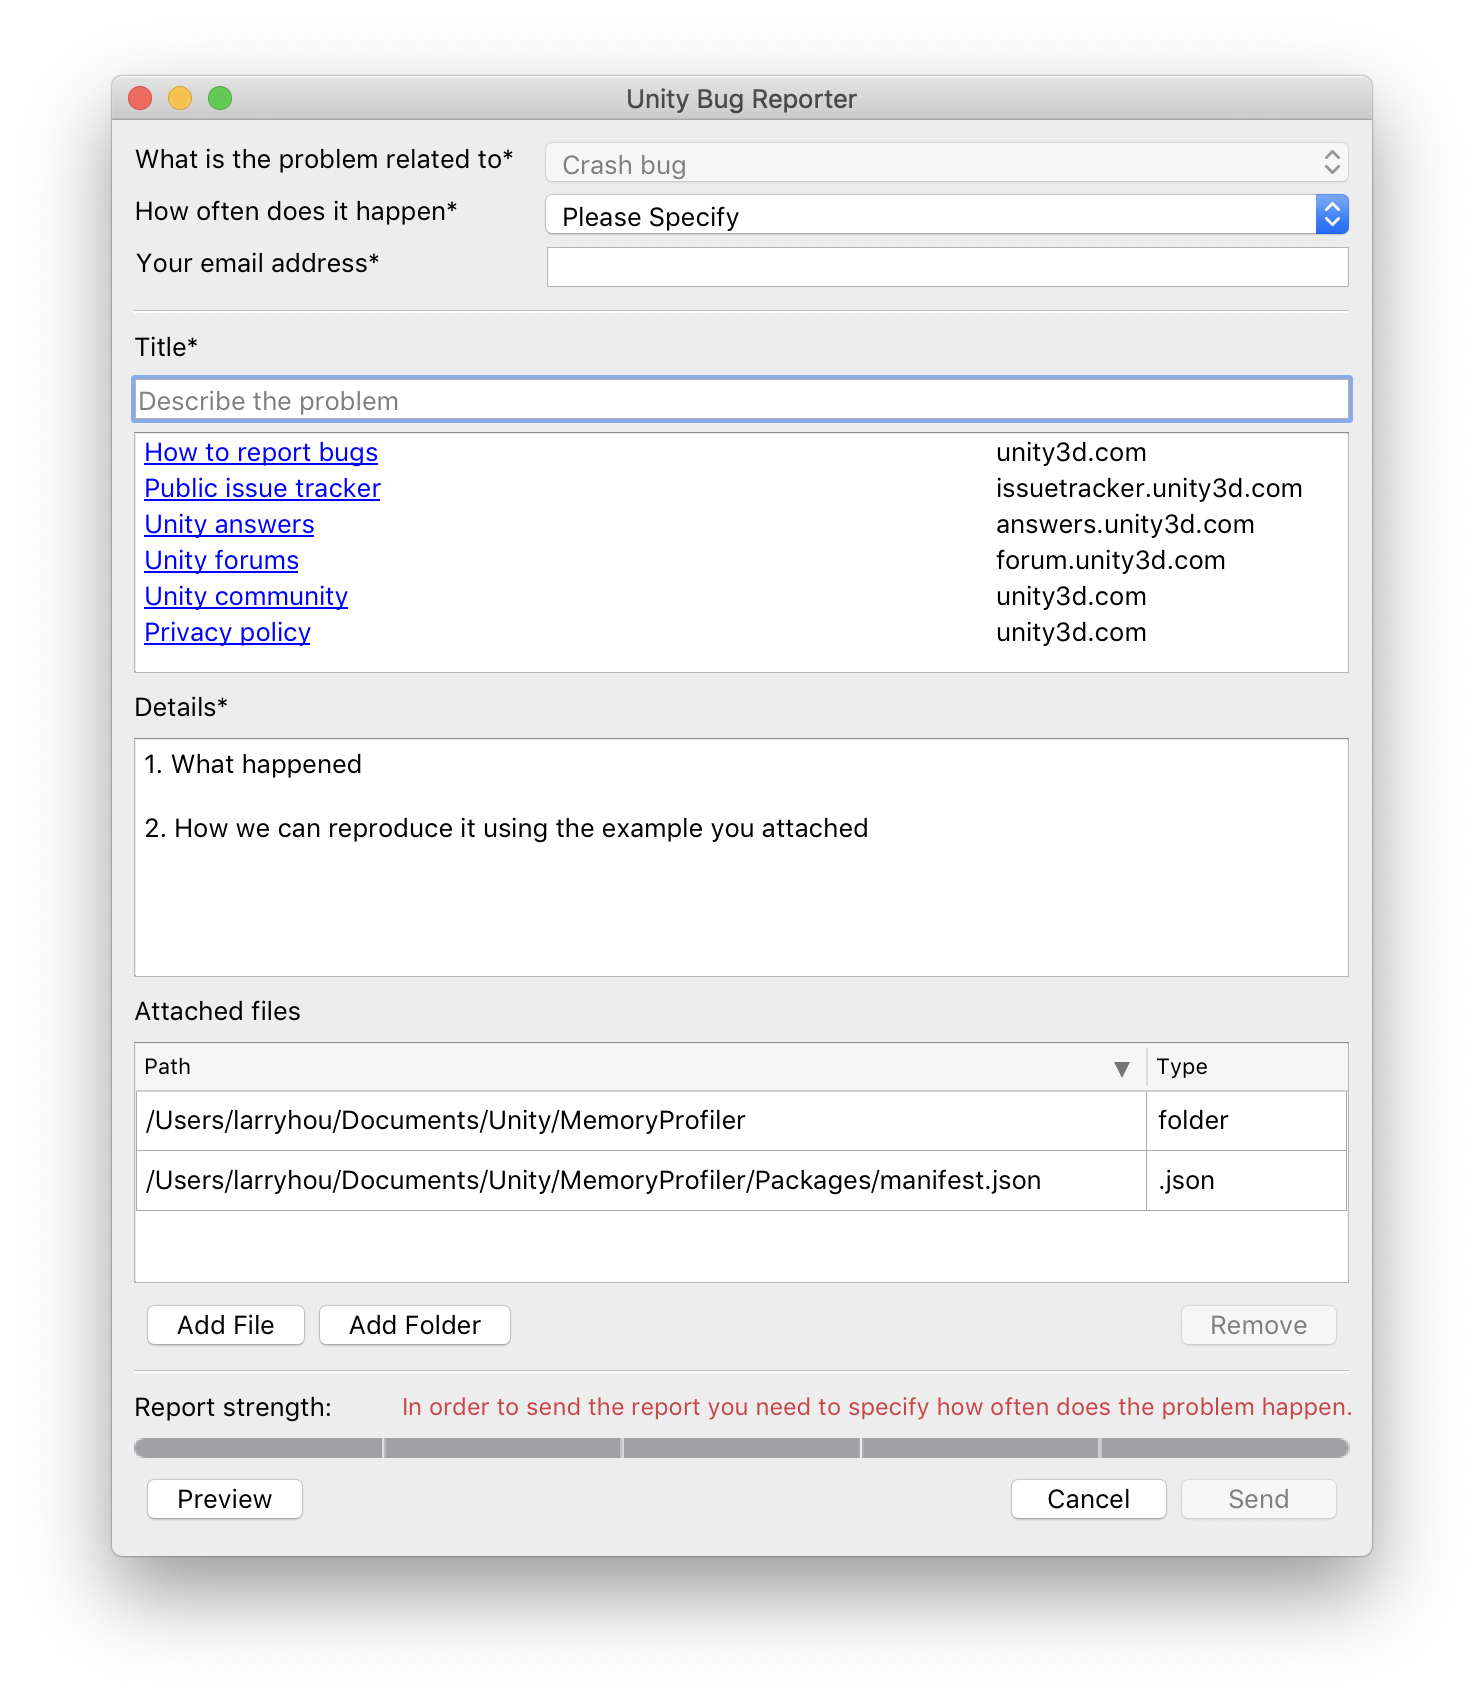 Unity Bug Reporter
What is the problem related to* Crash bug
How often does it happen* Please Specify
Your email address*
Title*
Describe the problem
How to report bugs unity3d.com
Public issue tracker issuetracker.unity3d.com
Unity answers answers.unity3d.com
Unity forums forum.unity3d.com
Unity community unity3d.com
Privacy policy unity3d.com
Details*
1. What happened
2. How we can reproduce it using the example you attached
Attached files
Path Type
/Users/larryhou/Documents/Unity/MemoryProfiler folder
/Users/larryhou/Documents/Unity/MemoryProfiler/Packages/manifest.json .json
Add File Add Folder Remove
Report strength: In order to send the report you need to specify how often does the problem happen.
Preview Cancel Send